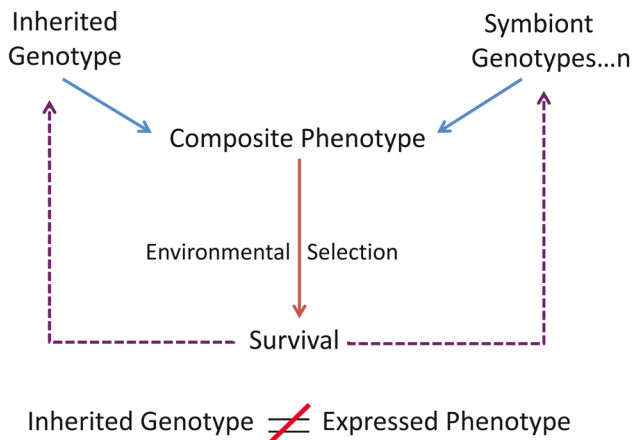 Inherited
Genotype
Symbiont
Genotypes...n
Composite Phenotype
Environmental Selection
Survival
Inherited Genotype ≠ Expressed Phenotype